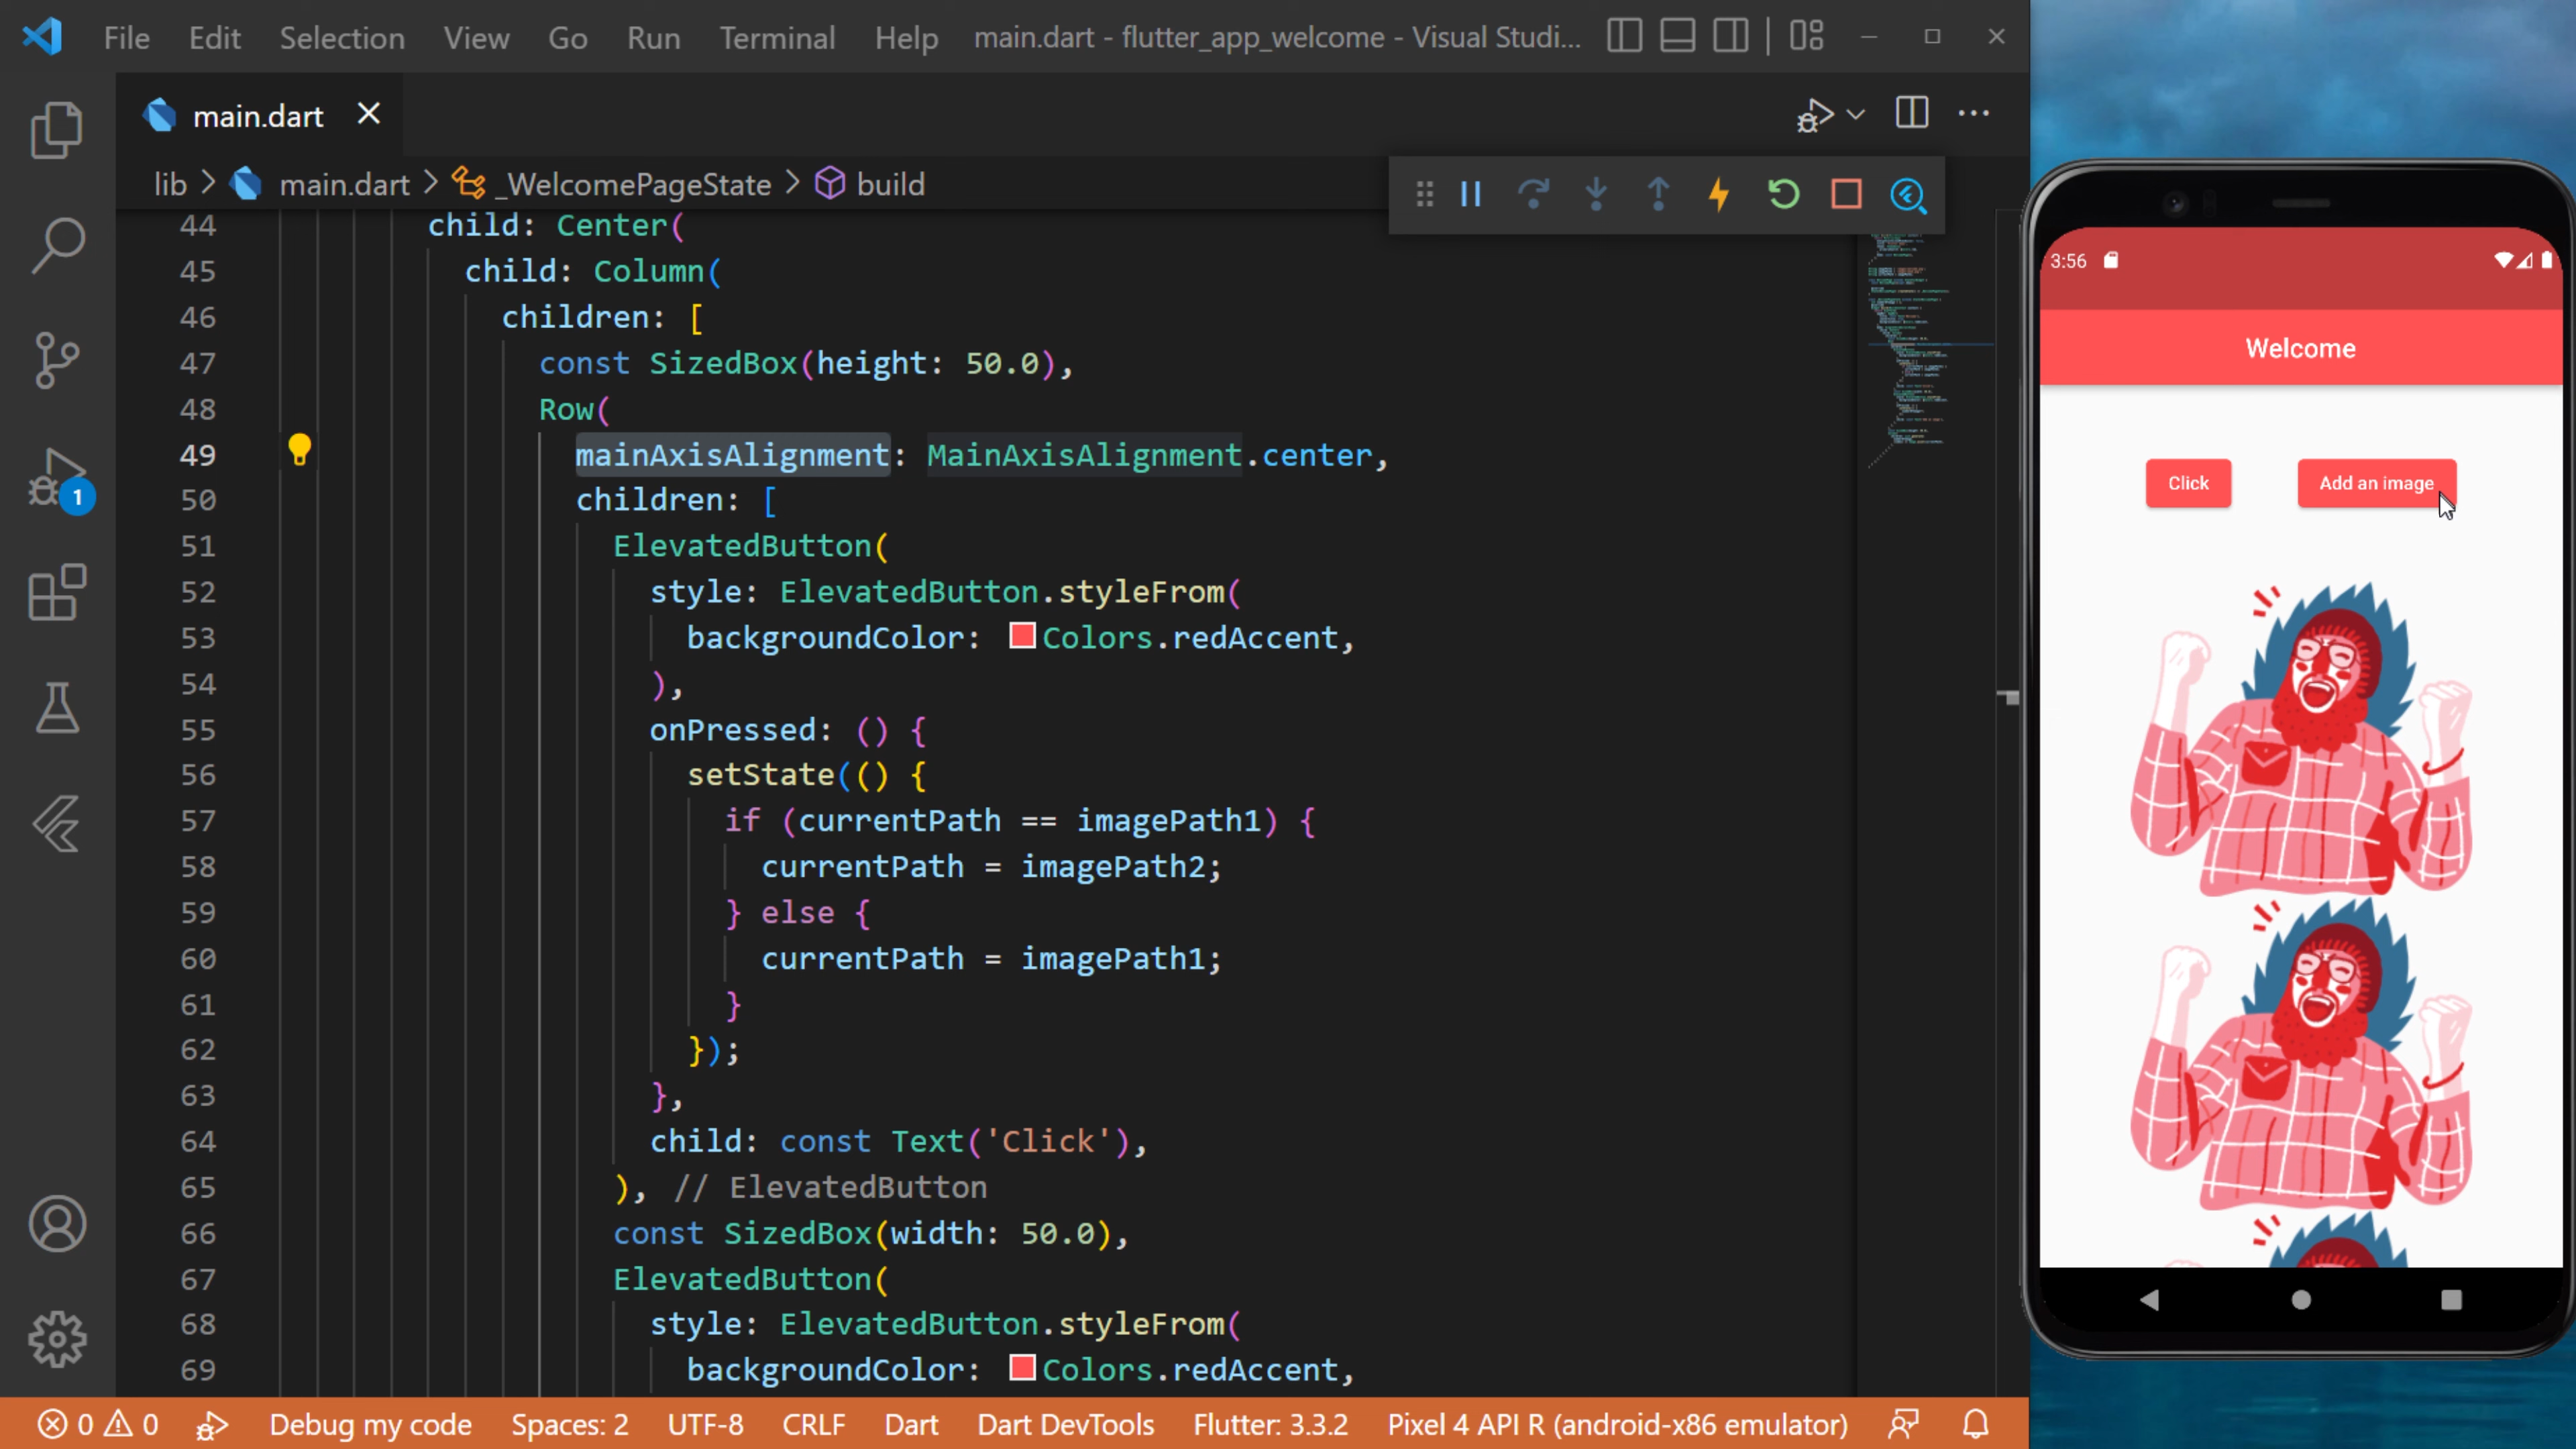 File Edit Selection View Go Run Terminal Help main.dart - flutter_app_welcome - Visual Studi...
main.dart
lib > main.dart > _WelcomePageState > build
44 child: Center(
45 child: Column(
46 children: [
47 const SizedBox(height: 50.0),
48 Row(
49 mainAxisAlignment: MainAxisAlignment.center,
50 children: [
51 ElevatedButton(
52 style: ElevatedButton.styleFrom(
53 backgroundColor: Colors.redAccent,
54 ),
55 onPressed: () {
56 setState(() {
57 if (currentPath == imagePath1) {
58 currentPath = imagePath2;
59 } else {
60 currentPath = imagePath1;
61 }
62 });
63 },
64 child: const Text('Click'),
65 ), // ElevatedButton
66 const SizedBox(width: 50.0),
67 ElevatedButton(
68 style: ElevatedButton.styleFrom(
69 backgroundColor: Colors.redAccent,
1
0 0 Debug my code Spaces: 2 UTF-8 CRLF Dart Dart DevTools Flutter: 3.3.2 Pixel 4 API R (android-x86 emulator)
3:56
Welcome
Click Add an image